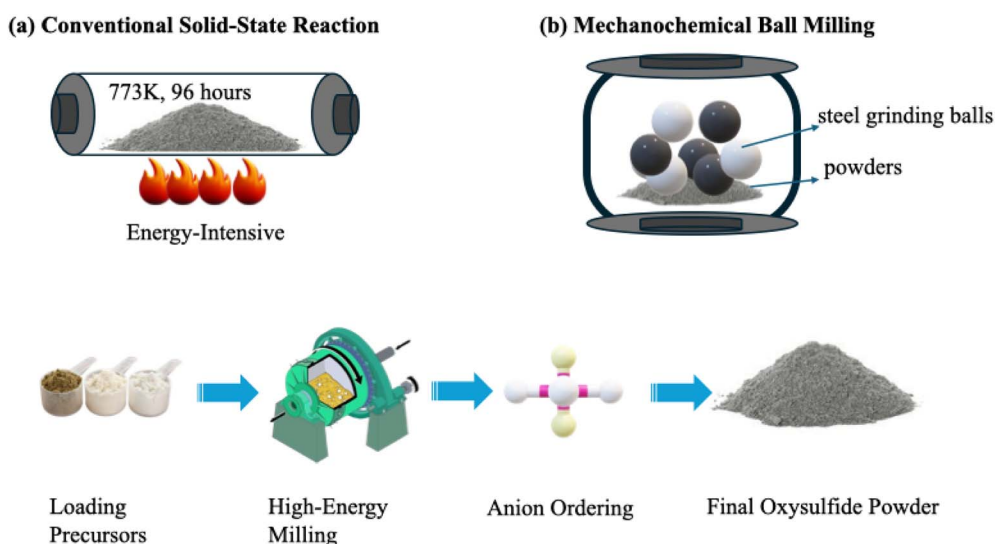 (a) Conventional Solid-State Reaction
(b) Mechanochemical Ball Milling
773K, 96 hours
Energy-Intensive
steel grinding balls
powders
Loading
Precursors
High-Energy
Milling
Anion Ordering
Final Oxysulfide Powder